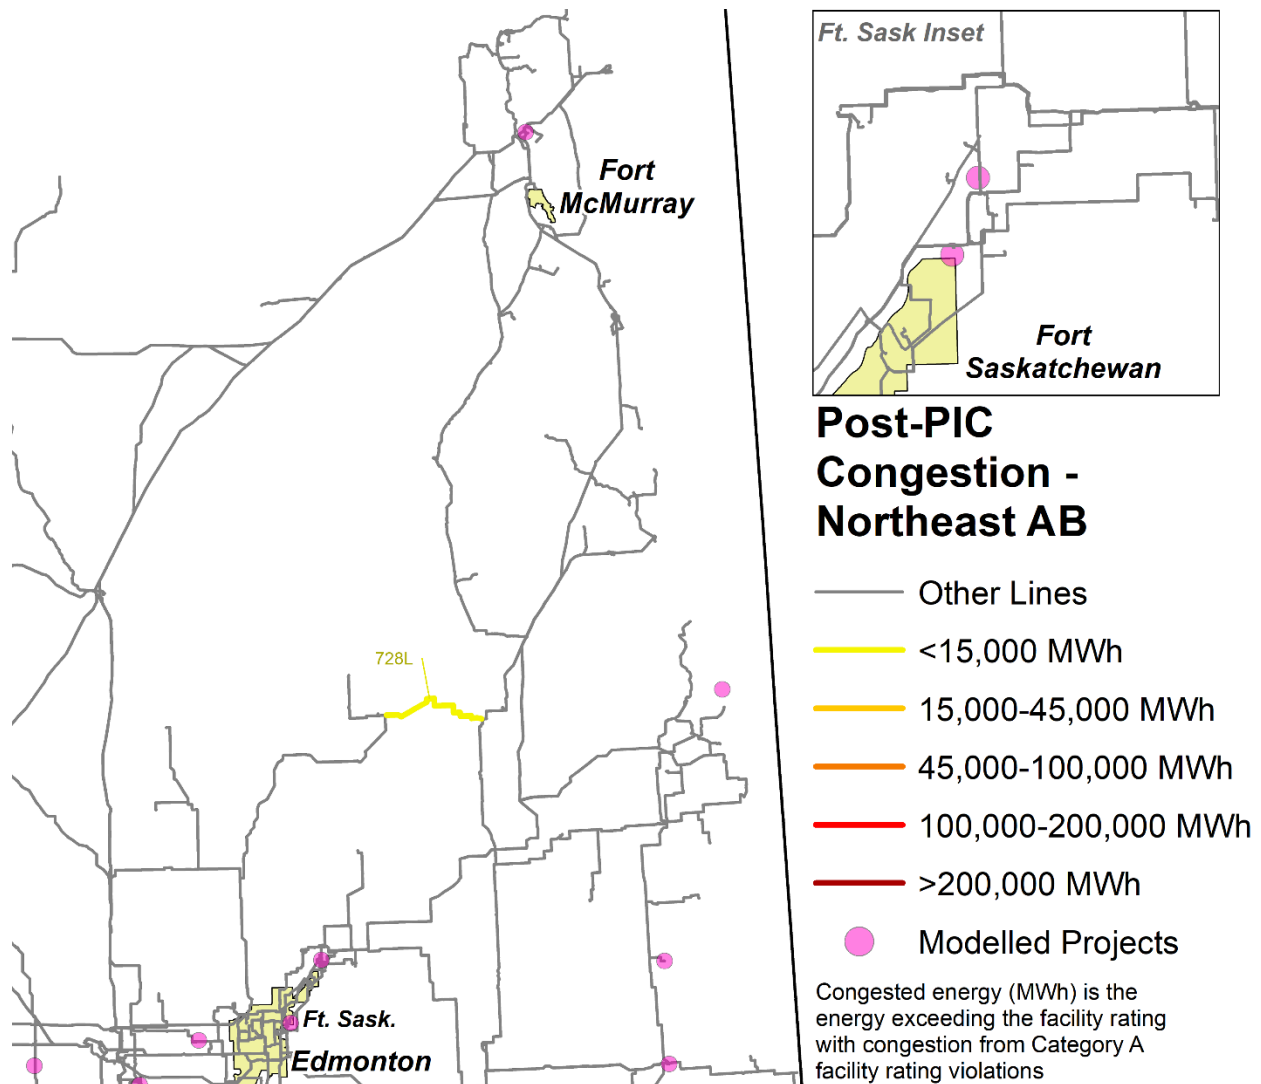 Ft. Sask Inset
Fort
McMurray
Fort
Saskatchewan
Post-PIC
Congestion -
Northeast AB
Other Lines
728L
<15,000 MWh
15,000-45,000 MWh
45,000-100,000 MWh
100,000-200,000 MWh
>200,000 MWh
Modelled Projects
Congested energy (MWh) is the
energy exceeding the facility rating
with congestion from Category A
facility rating violations
Ft. Sask.
Edmonton